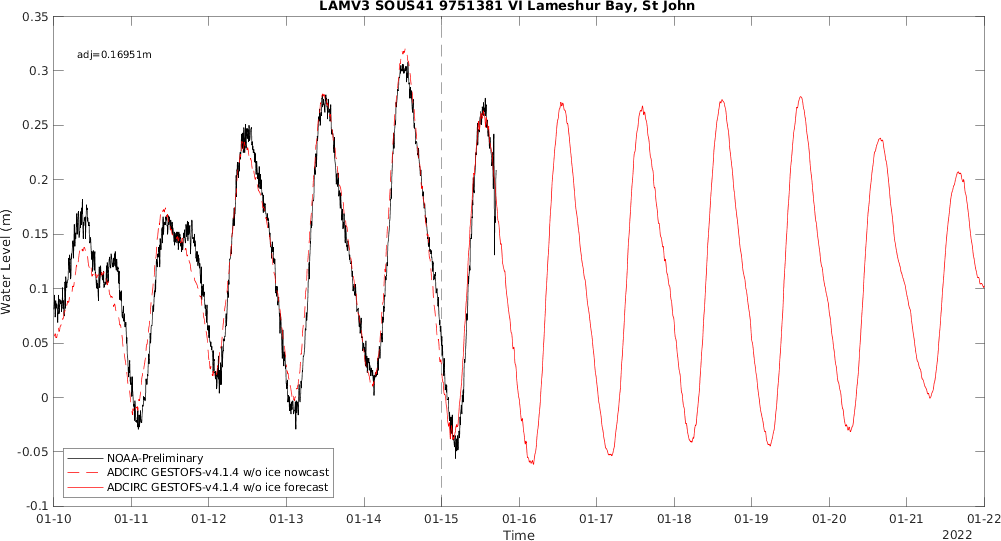 LAMV3 SOUS41 9751381 VI Lameshur Bay, St John
0.35
0.3
0.25
0.2
0.15
0.1
0.05
0
-0.05
-0.1
Water Level (m)
adj=0.16951m
NOAA-Preliminary
ADCIRC GESTOFS-v4.1.4 w/o ice nowcast
ADCIRC GESTOFS-v4.1.4 w/o ice forecast
01-10 01-11 01-12 01-13 01-14 01-15 01-16 01-17 01-18 01-19 01-20 01-21 01-22
Time
2022